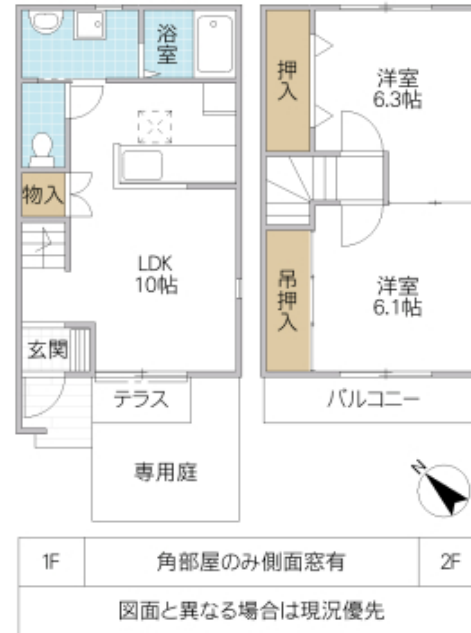 浴室
物入
LDK
10帖
玄関
テラス
専用庭
押入
洋室
6.3帖
吊押入
洋室
6.1帖
バルコニー
N
1F
角部屋のみ側面窓有
2F
図面と異なる場合は現況優先